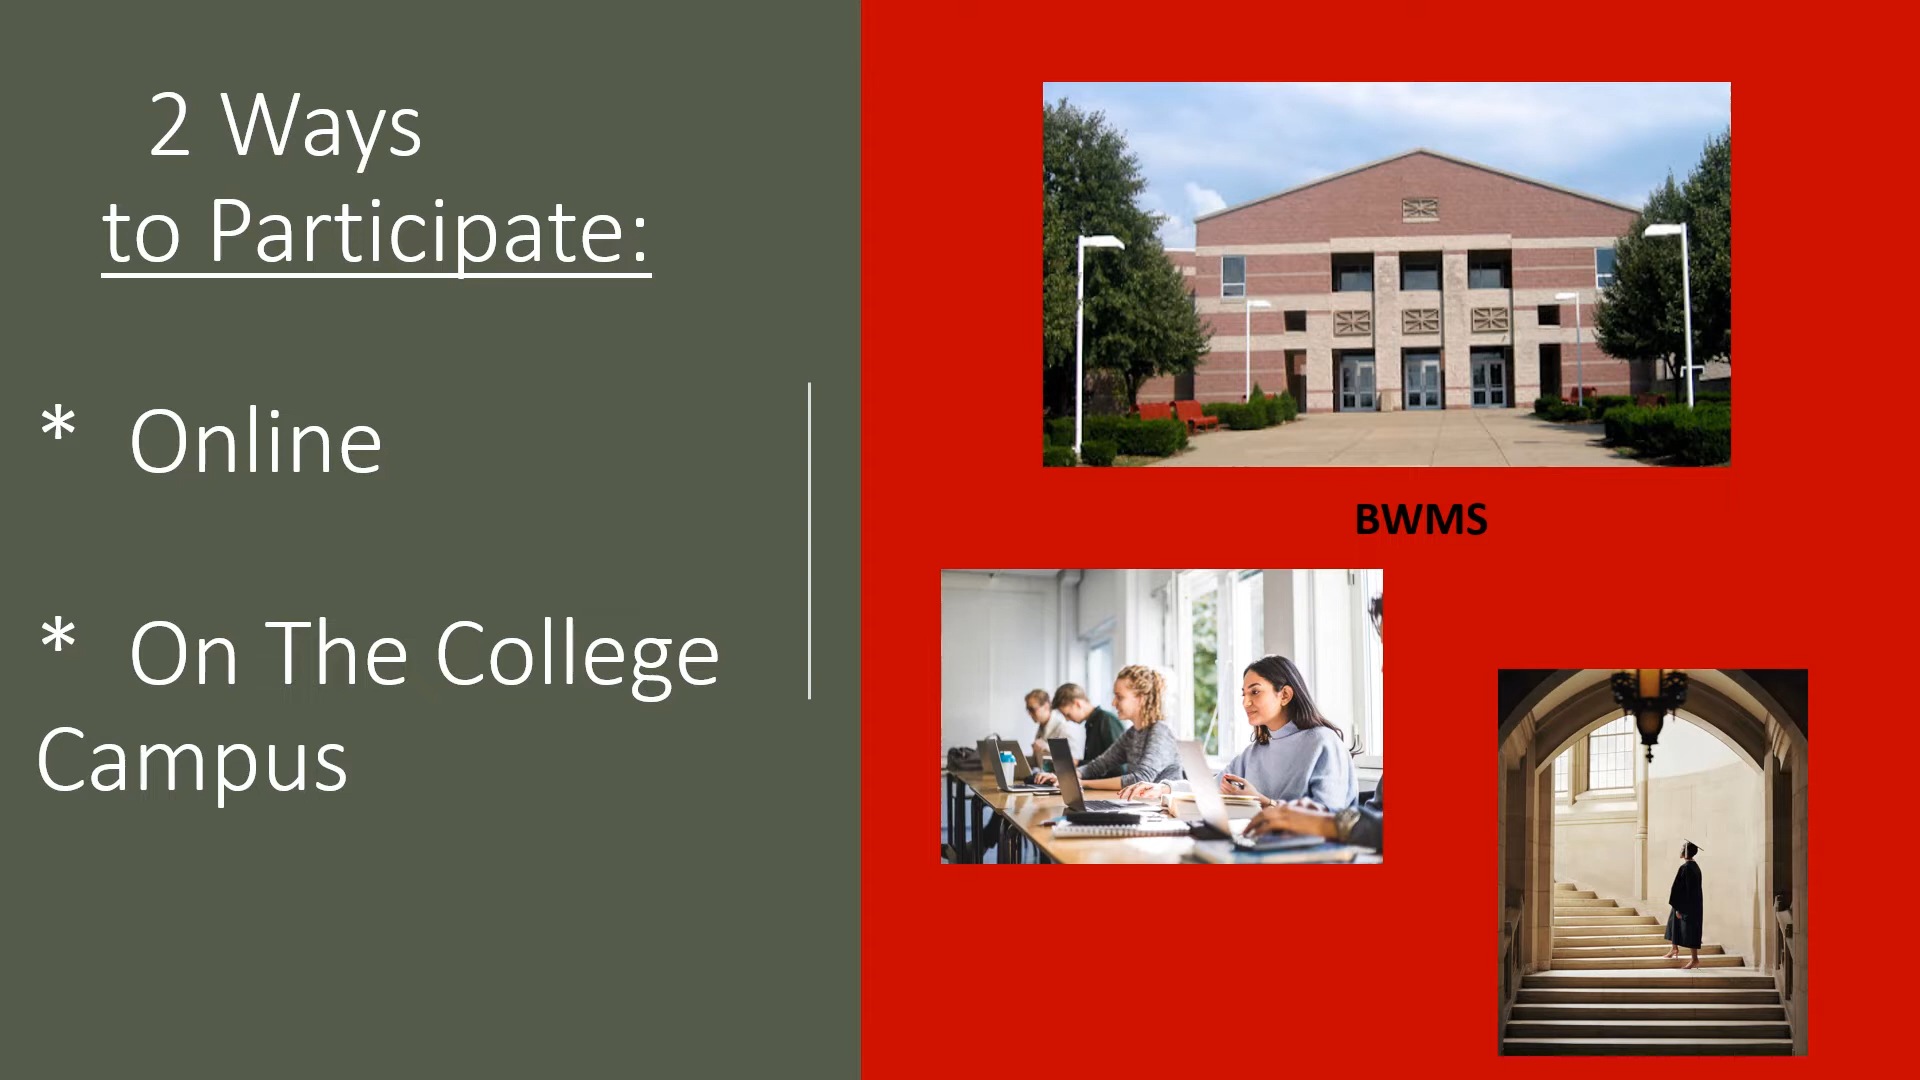 2 Ways
to Participate:
* Online
* On The College
Campus
BWMS